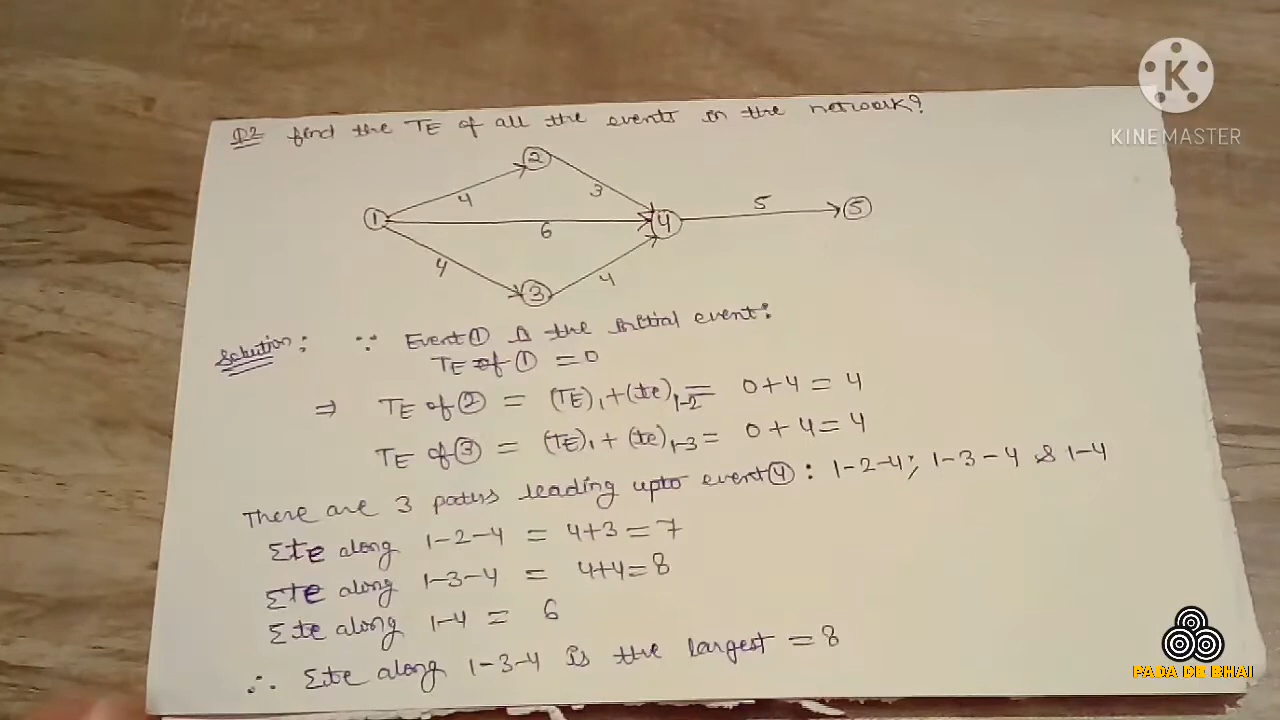 Q2 find the TE of all the events in the network?
2
4
3
1
6
4
5
5
4
4
3
Solution: ∵ Event ① is the initial event:
TE of ① = 0
⇒ TE of ② = (TE)₁ + (te)₁₋₂ = 0 + 4 = 4
TE of ③ = (TE)₁ + (te)₁₋₃ = 0 + 4 = 4
There are 3 paths leading upto event ④: 1-2-4; 1-3-4 & 1-4
Σte along 1-2-4 = 4+3 = 7
Σte along 1-3-4 = 4+4=8
Σte along 1-4 = 6
∴ Σte along 1-3-4 is the largest = 8
K
KINEMASTER
PADA DE BHAI